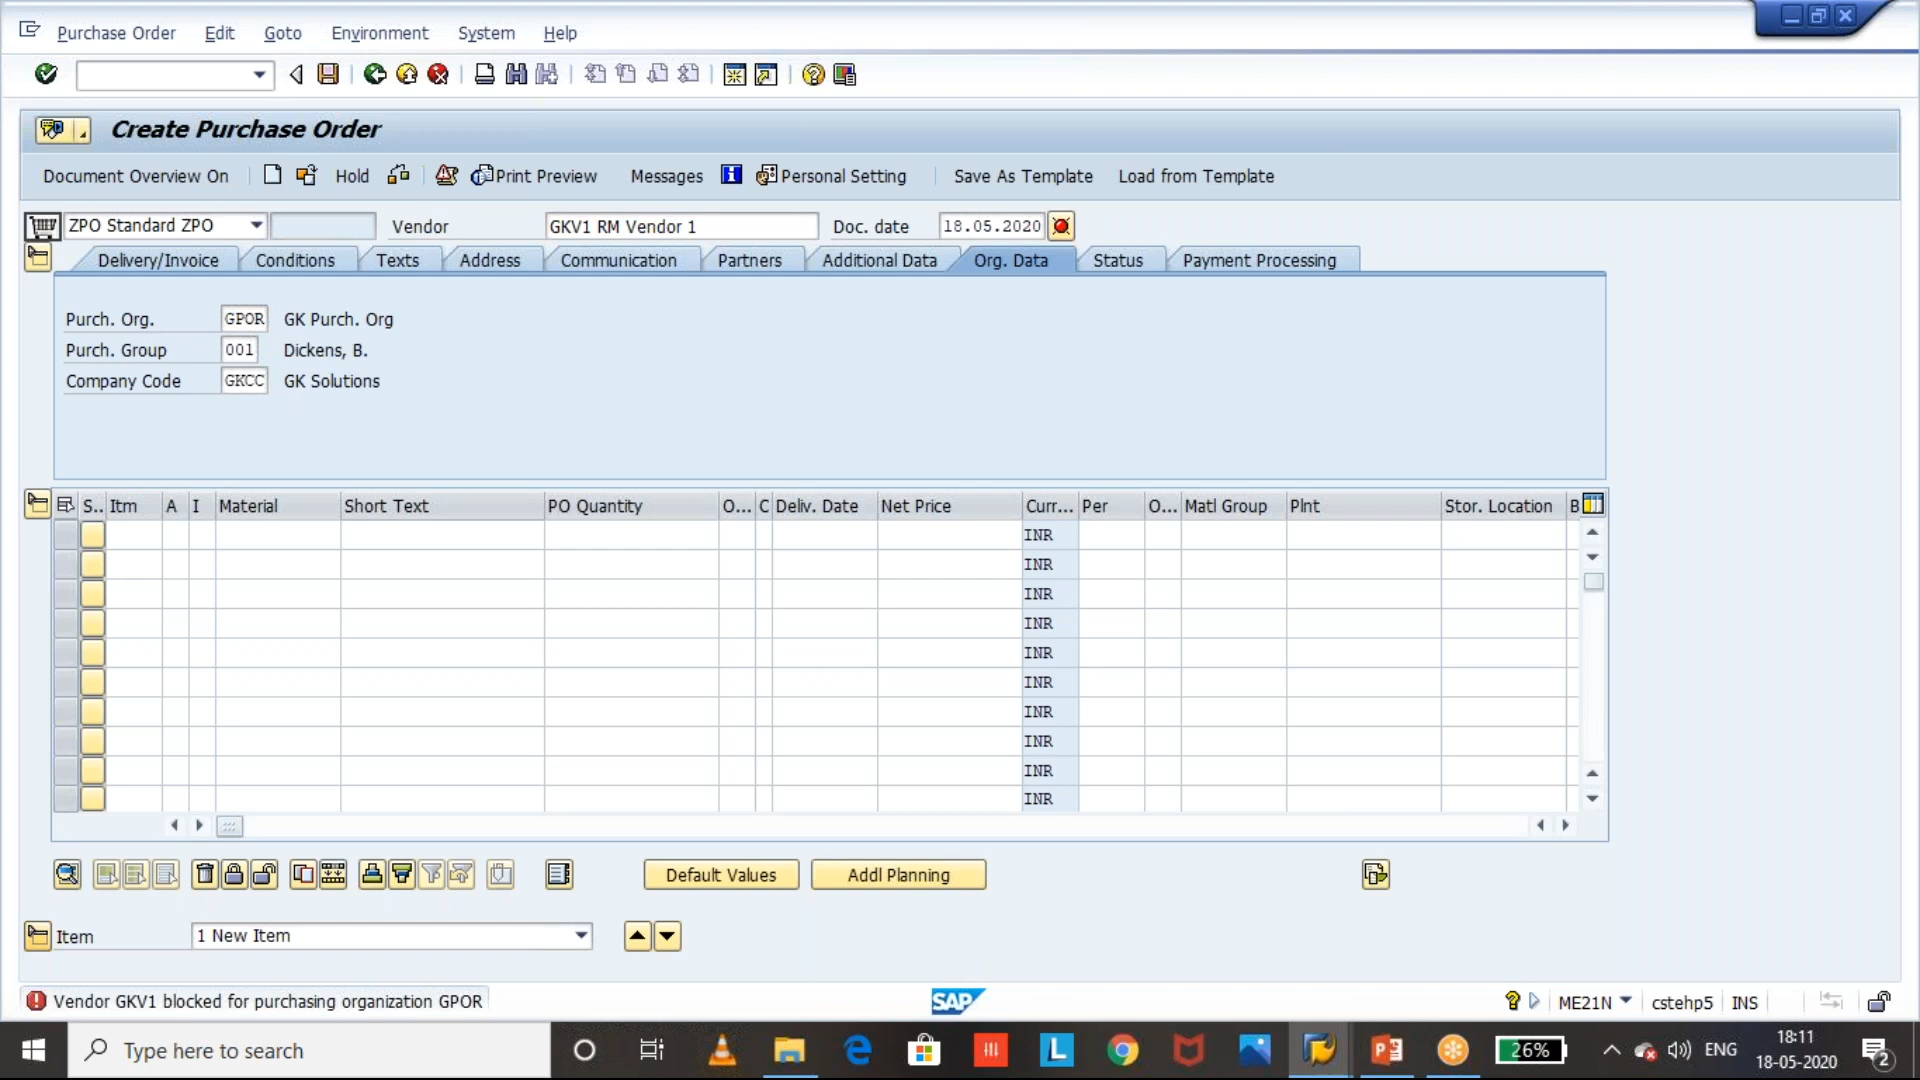 Purchase Order Edit Goto Environment System Help
Create Purchase Order
Document Overview On Hold Print Preview Messages Personal Setting Save As Template Load from Template
ZPO Standard ZPO Vendor GKV1 RM Vendor 1 Doc. date 18.05.2020
Delivery/Invoice Conditions Texts Address Communication Partners Additional Data Org. Data Status Payment Processing
Purch. Org. GPOR GK Purch. Org
Purch. Group 001 Dickens, B.
Company Code GKCC GK Solutions
S.. Itm A I Material Short Text PO Quantity O... C Deliv. Date Net Price Curr... Per O... Matl Group Plnt Stor. Location B
INR
INR
INR
INR
INR
INR
INR
INR
INR
INR
Default Values Addl Planning
Item 1 New Item
Vendor GKV1 blocked for purchasing organization GPOR SAP ME21N cstehp5 INS
Type here to search L 26% ENG 18:11
18-05-2020 2